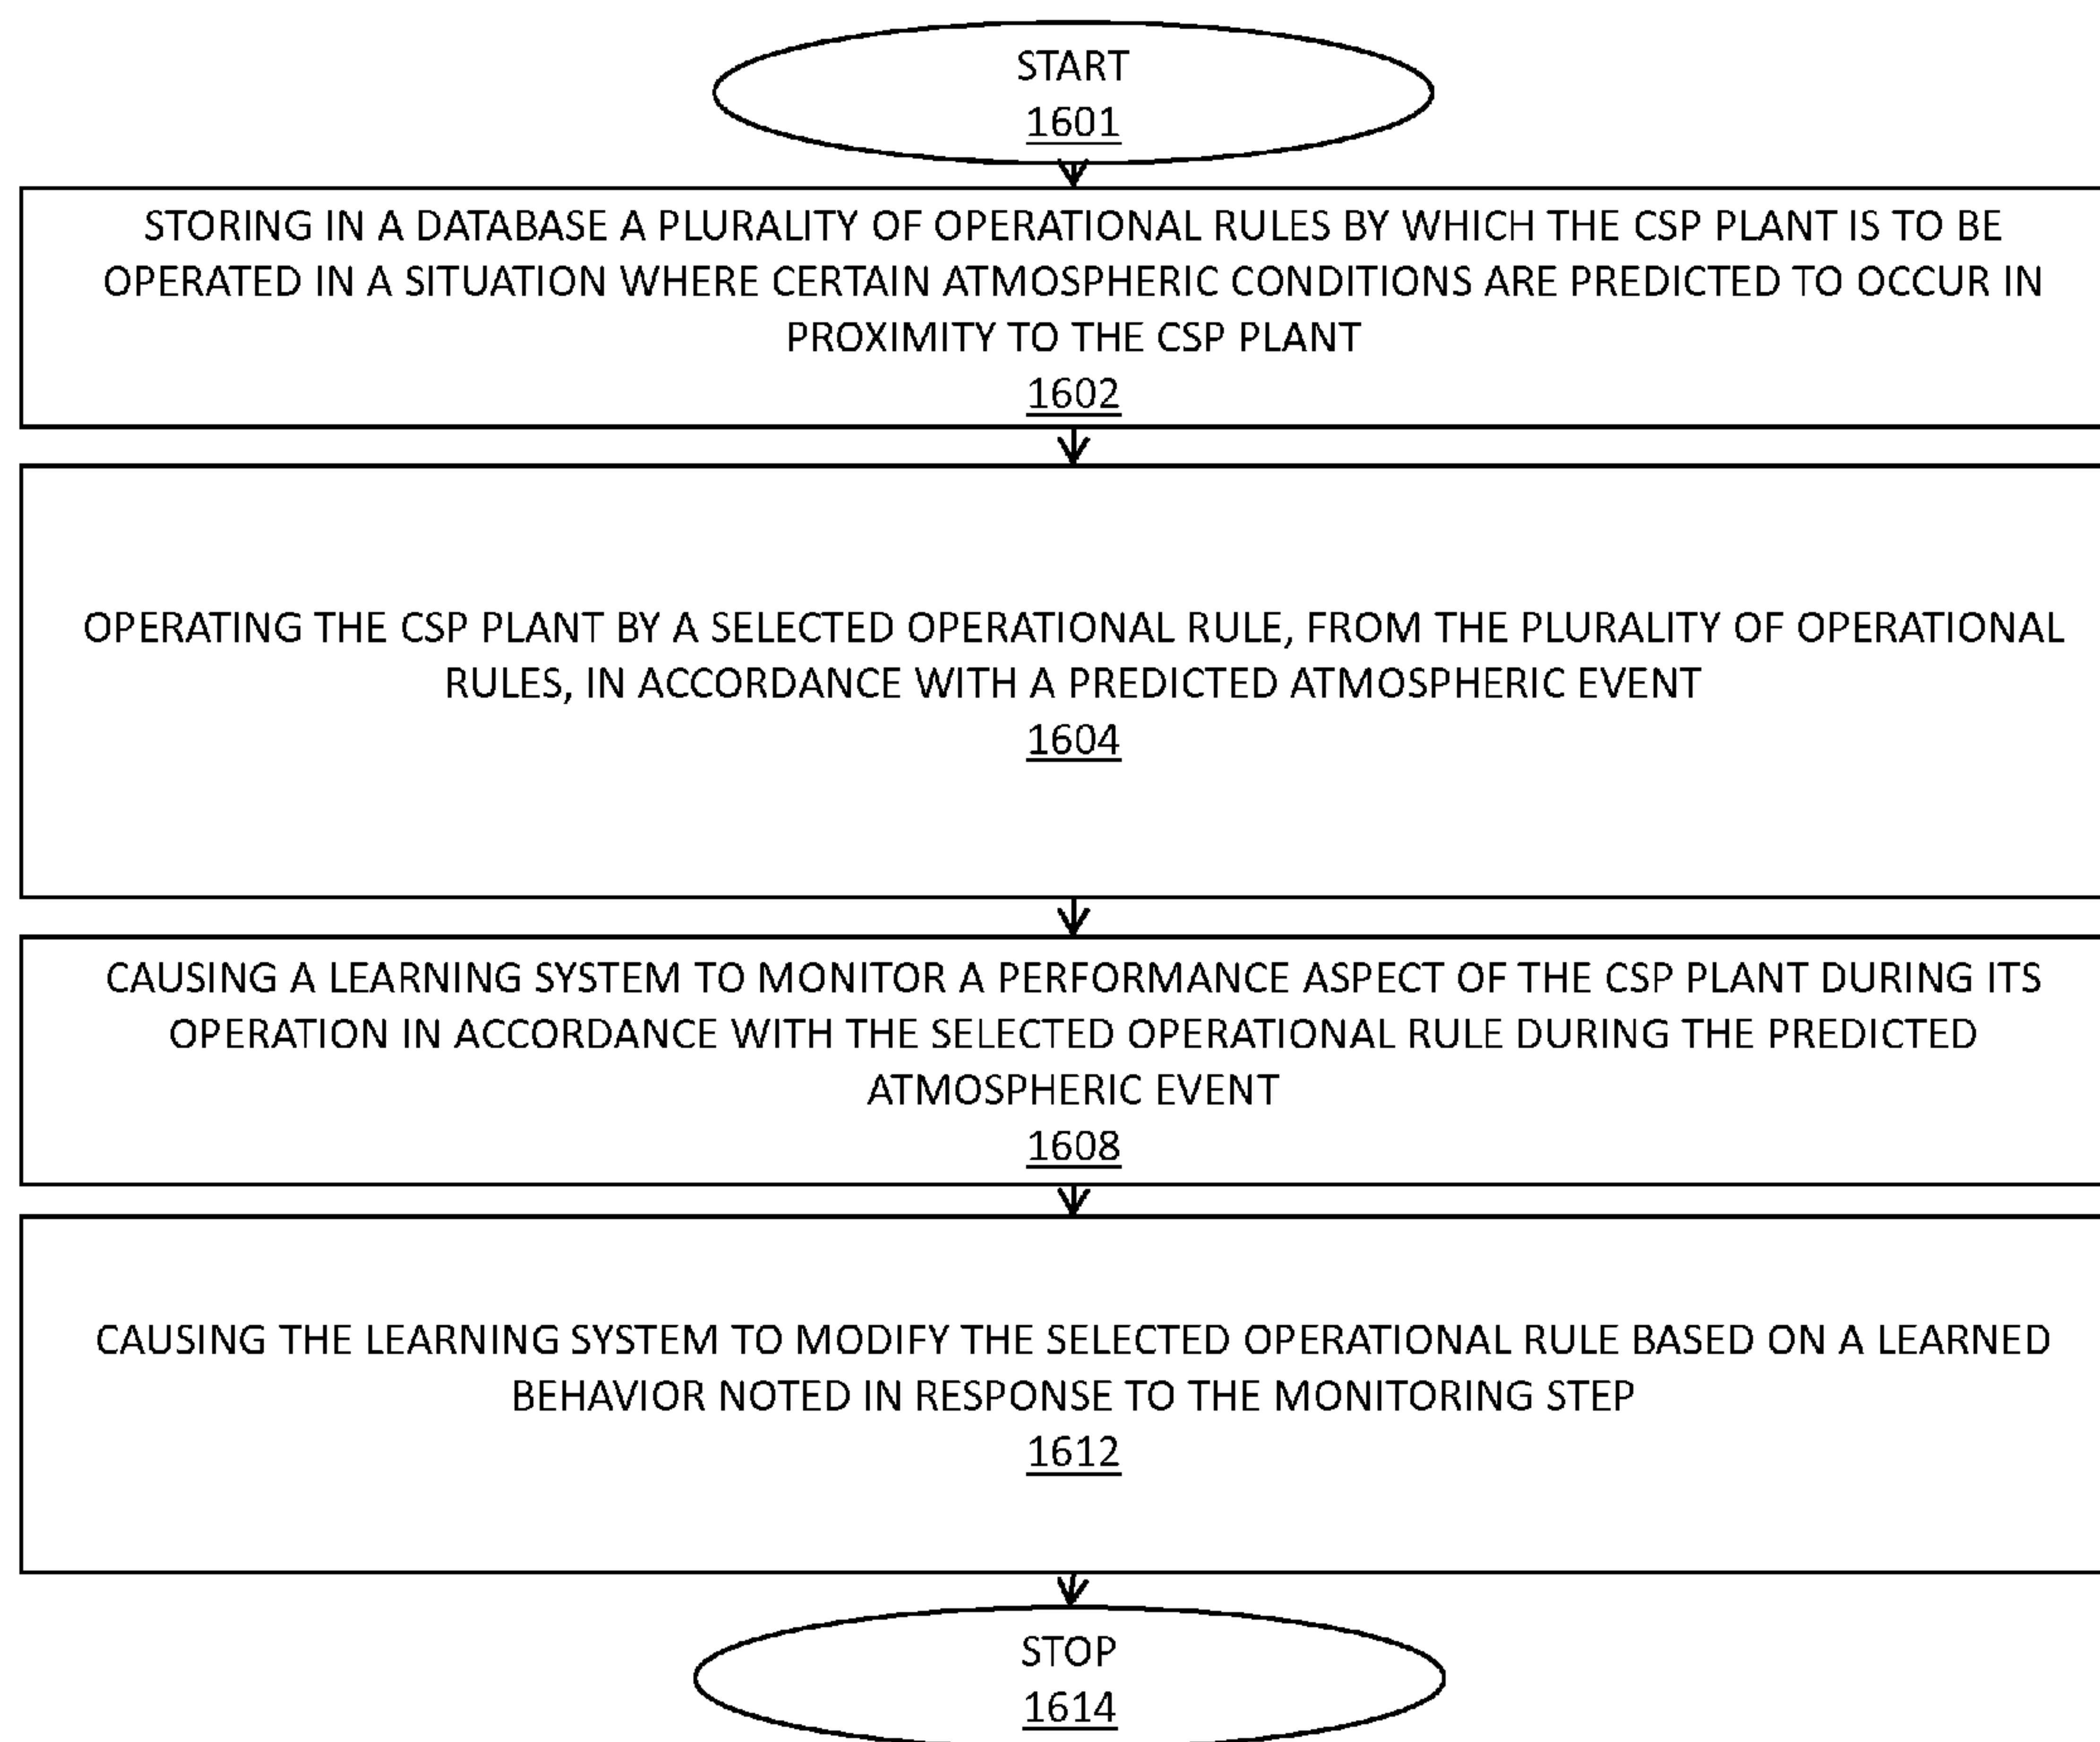 START
1601
STORING IN A DATABASE A PLURALITY OF OPERATIONAL RULES BY WHICH THE CSP PLANT IS TO BE
OPERATED IN A SITUATION WHERE CERTAIN ATMOSPHERIC CONDITIONS ARE PREDICTED TO OCCUR IN
PROXIMITY TO THE CSP PLANT
1602
OPERATING THE CSP PLANT BY A SELECTED OPERATIONAL RULE, FROM THE PLURALITY OF OPERATIONAL
RULES, IN ACCORDANCE WITH A PREDICTED ATMOSPHERIC EVENT
1604
CAUSING A LEARNING SYSTEM TO MONITOR A PERFORMANCE ASPECT OF THE CSP PLANT DURING ITS
OPERATION IN ACCORDANCE WITH THE SELECTED OPERATIONAL RULE DURING THE PREDICTED
ATMOSPHERIC EVENT
1608
CAUSING THE LEARNING SYSTEM TO MODIFY THE SELECTED OPERATIONAL RULE BASED ON A LEARNED
BEHAVIOR NOTED IN RESPONSE TO THE MONITORING STEP
1612
STOP
1614